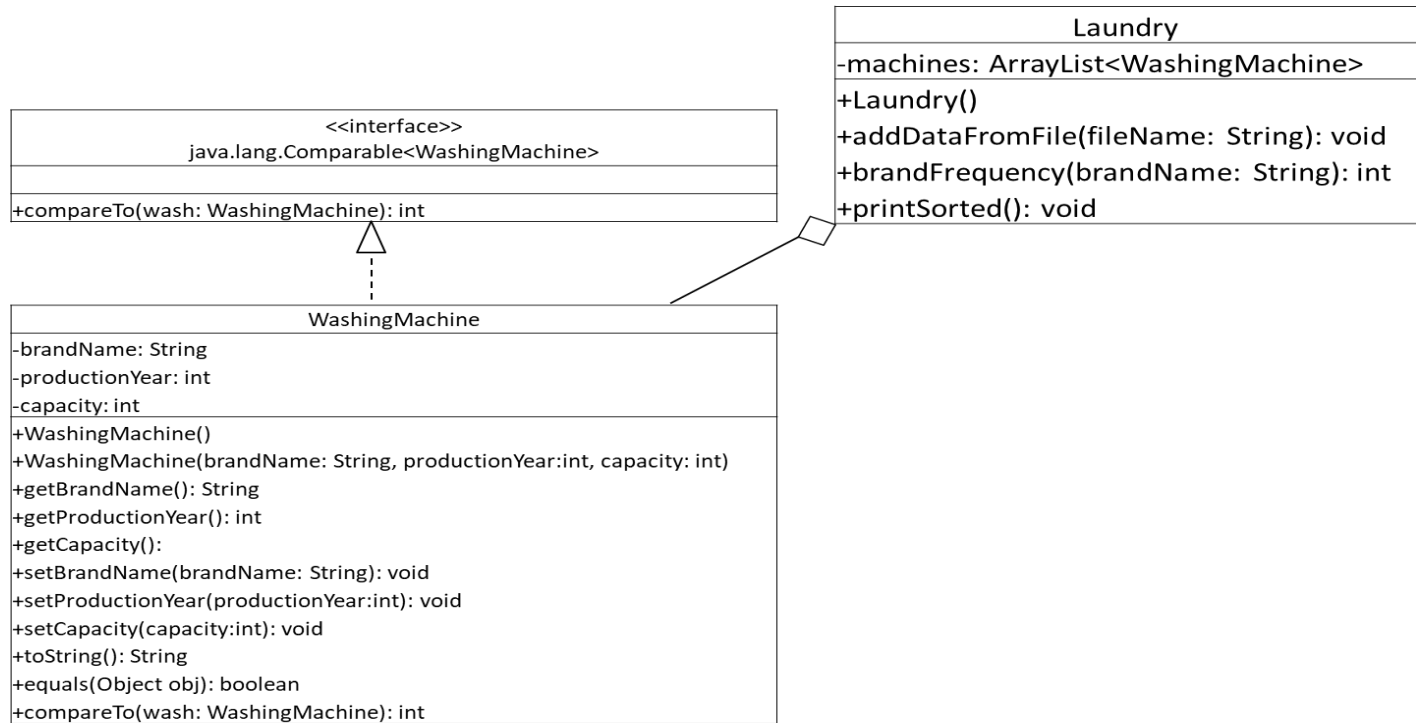 Laundry
-machines: ArrayList<WashingMachine>
+Laundry()
+addDataFromFile(fileName: String): void
+brandFrequency(brandName: String): int
+printSorted(): void
<<interface>>
java.lang.Comparable<WashingMachine>
+compareTo(wash: WashingMachine): int
WashingMachine
-brandName: String
-productionYear: int
-capacity: int
+WashingMachine()
+WashingMachine(brandName: String, productionYear:int, capacity: int)
+getBrandName(): String
+getProductionYear(): int
+getCapacity():
+setBrandName(brandName: String): void
+setProductionYear(productionYear:int): void
+setCapacity(capacity:int): void
+toString(): String
+equals(Object obj): boolean
+compareTo(wash: WashingMachine): int